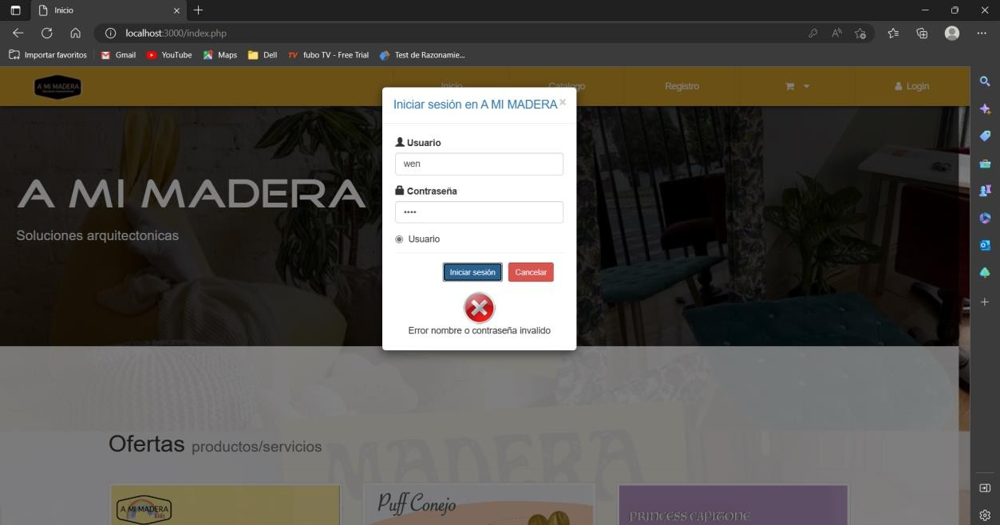 Inicio
localhost:3000/index.php
Importar favoritos Gmail YouTube Maps Dell fubo TV - Free Trial Test de Razonamie...
A MI MADERA
Inicio Catalogo Registro Login
Iniciar sesión en A MI MADERA ×
Usuario
wen
Contraseña
••••
Usuario
Iniciar sesión Cancelar
Error nombre o contraseña invalido
A MI MADERA
Soluciones arquitectonicas
Ofertas productos/servicios
MADERA
A MI MADERA
Kids
Puff Conejo
PRINCESS CAPITONE